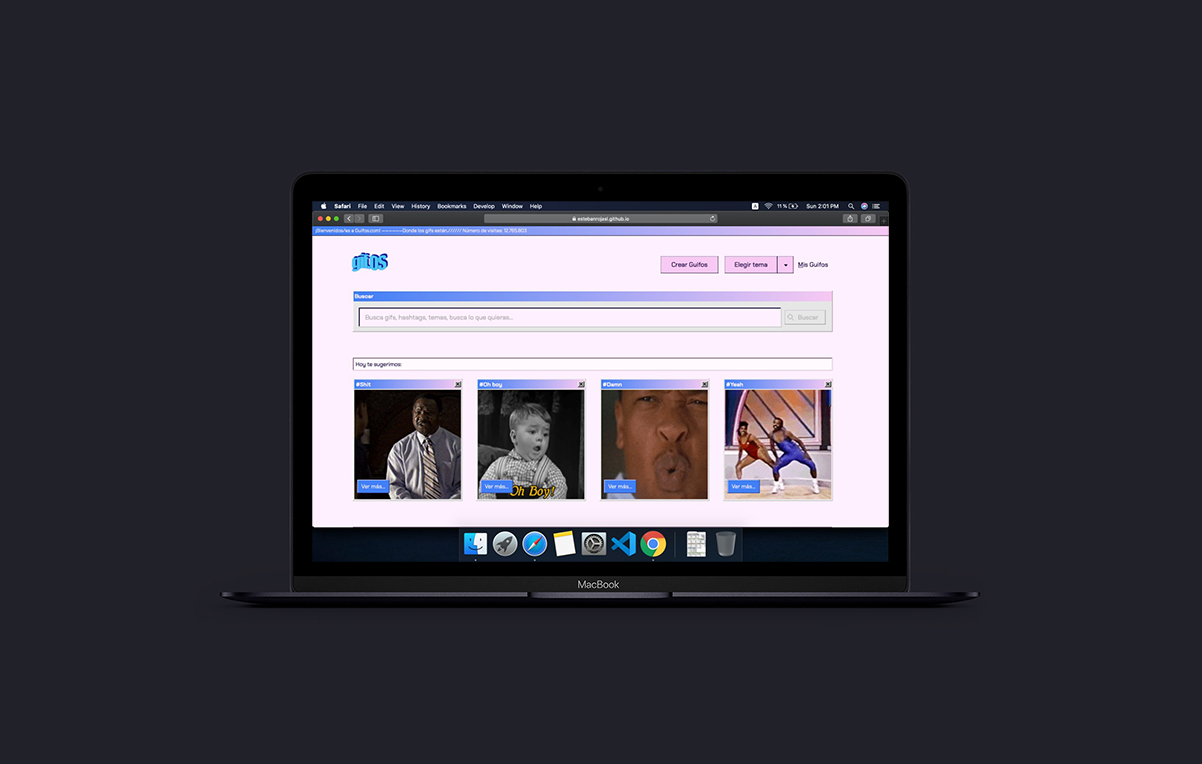 Safari File Edit View History Bookmarks Develop Window Help
A 11% Sun 2:01 PM
estebanrojasl.github.io
¡Bienvenidos/as a Guifos.com! ------------Donde los gifs están.////// Número de visitas: 12,765,803
gifOS
Crear Guifos
Elegir tema
Mis Guifos
Buscar
Busca gifs, hashtags, temas, busca lo que quieras...
Buscar
Hoy te sugerimos:
#Shit
#Oh boy
#Damn
#Yeah
Ver más...
Ver más...
Oh Boy!
Ver más...
Ver más...
MacBook